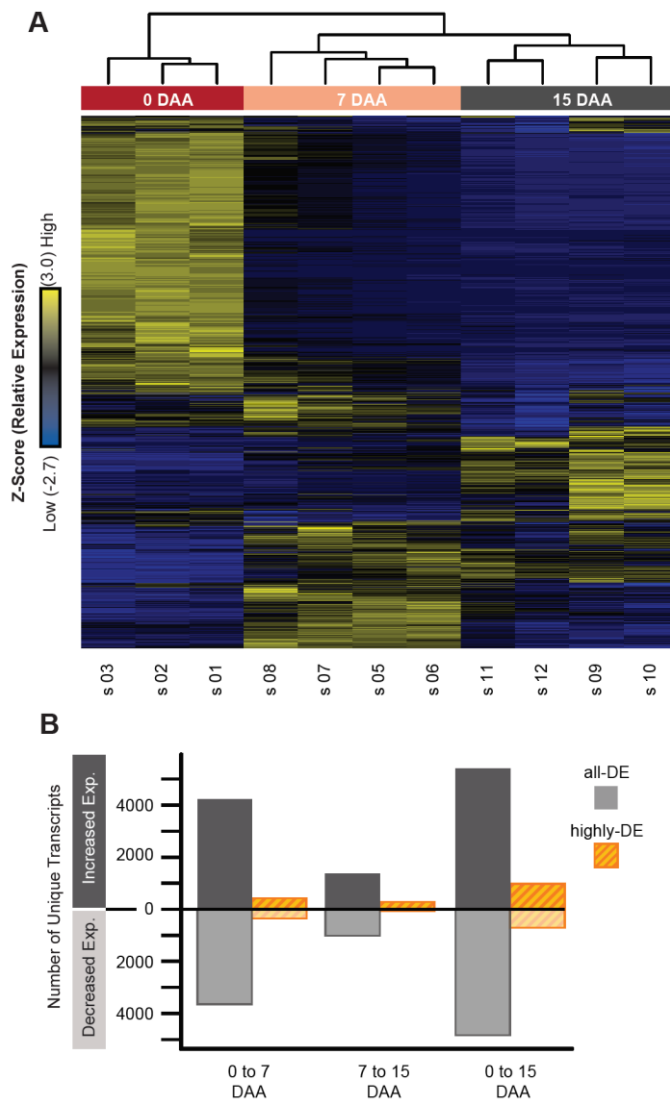 A
0 DAA
7 DAA
15 DAA
Z-Score (Relative Expression)
Low (-2.7)
(3.0) High
s 03
s 02
s 01
s 08
s 07
s 05
s 06
s 11
s 12
s 09
s 10
B
Number of Unique Transcripts
Increased Exp.
Decreased Exp.
4000
2000
0
2000
4000
all-DE
highly-DE
0 to 7
DAA
7 to 15
DAA
0 to 15
DAA